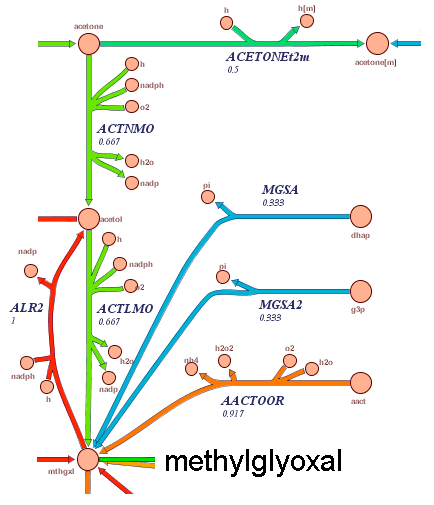 acetone
h
h[m]
ACETONEt2m
0.5
acetone[m]
h
nadph
o2
ACTNMO
0.667
h2o
nadp
pi
MGSA
0.333
dhap
acetol
h
nadp
nadph
o2
pi
MGSA2
0.333
g3p
ALR2
1
ACTLMO
0.667
h2o
nadp
nadph
h
nh4
h2o2
o2
h2o
AACTOOR
0.917
aact
mthgxl
methylglyoxal